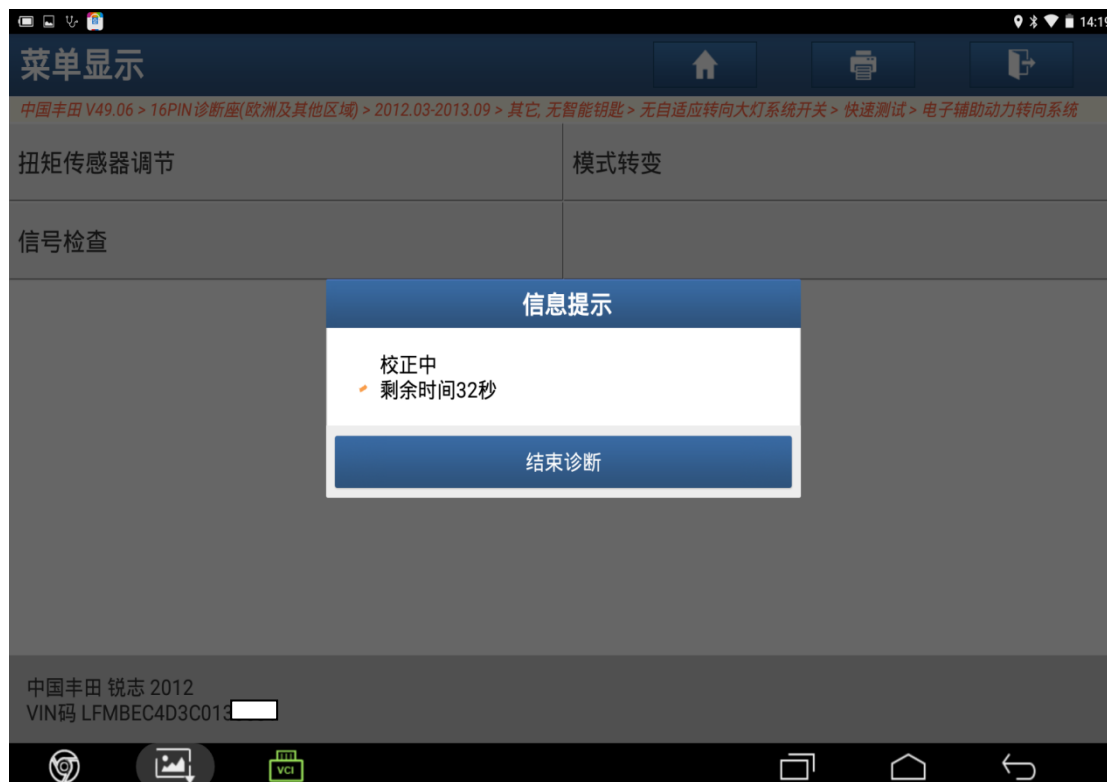 14:19
菜单显示
中国丰田 V49.06 > 16PIN诊断座(欧洲及其他区域) > 2012.03-2013.09 > 其它, 无智能钥匙 > 无自适应转向大灯系统开关 > 快速测试 > 电子辅助动力转向系统
扭矩传感器调节
模式转变
信号检查
信息提示
校正中
剩余时间32秒
结束诊断
中国丰田 锐志 2012
VIN码 LFMBEC4D3C013
VCI